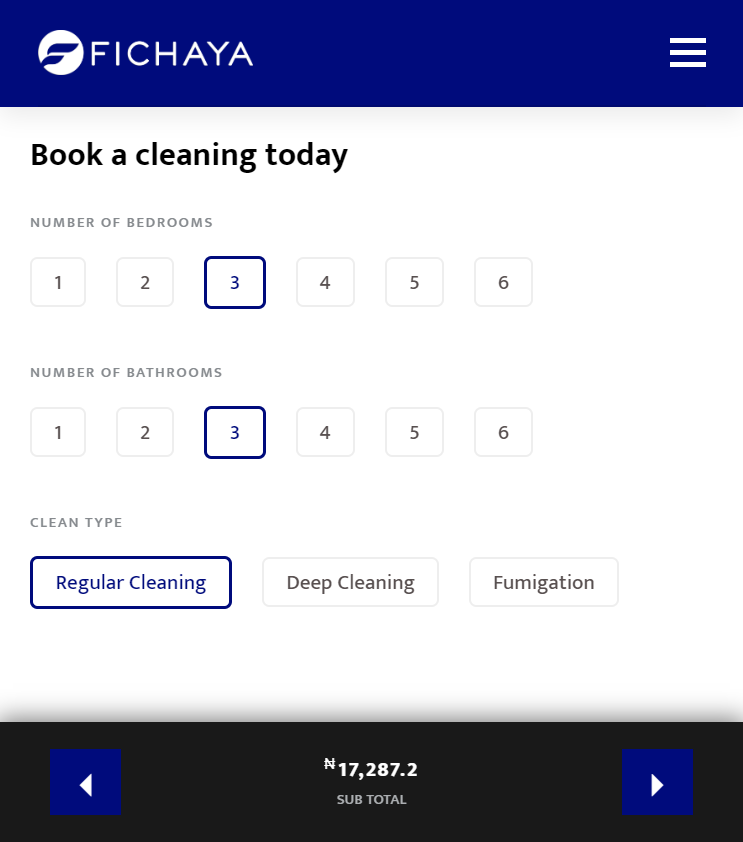 FICHAYA
Book a cleaning today
NUMBER OF BEDROOMS
1 2 3 4 5 6
NUMBER OF BATHROOMS
1 2 3 4 5 6
CLEAN TYPE
Regular Cleaning Deep Cleaning Fumigation
₦17,287.2
SUB TOTAL